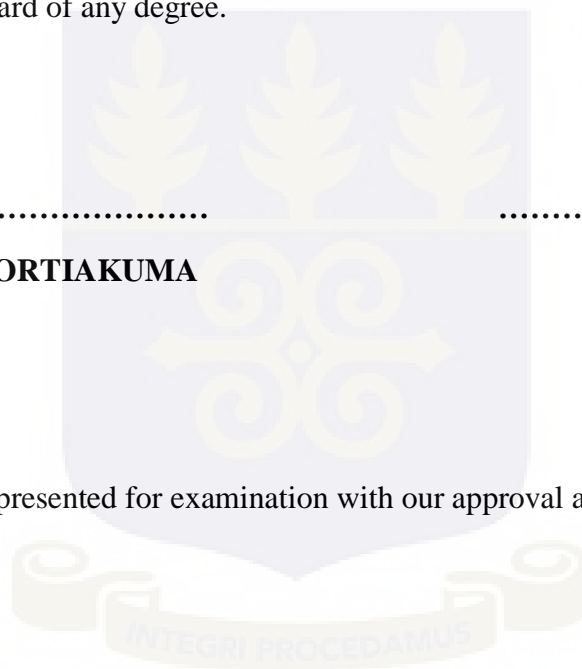 ard of any degree.
........................ ..........
ORTIAKUMA
presented for examination with our approval a
INTEGRI PROCEDAMUS